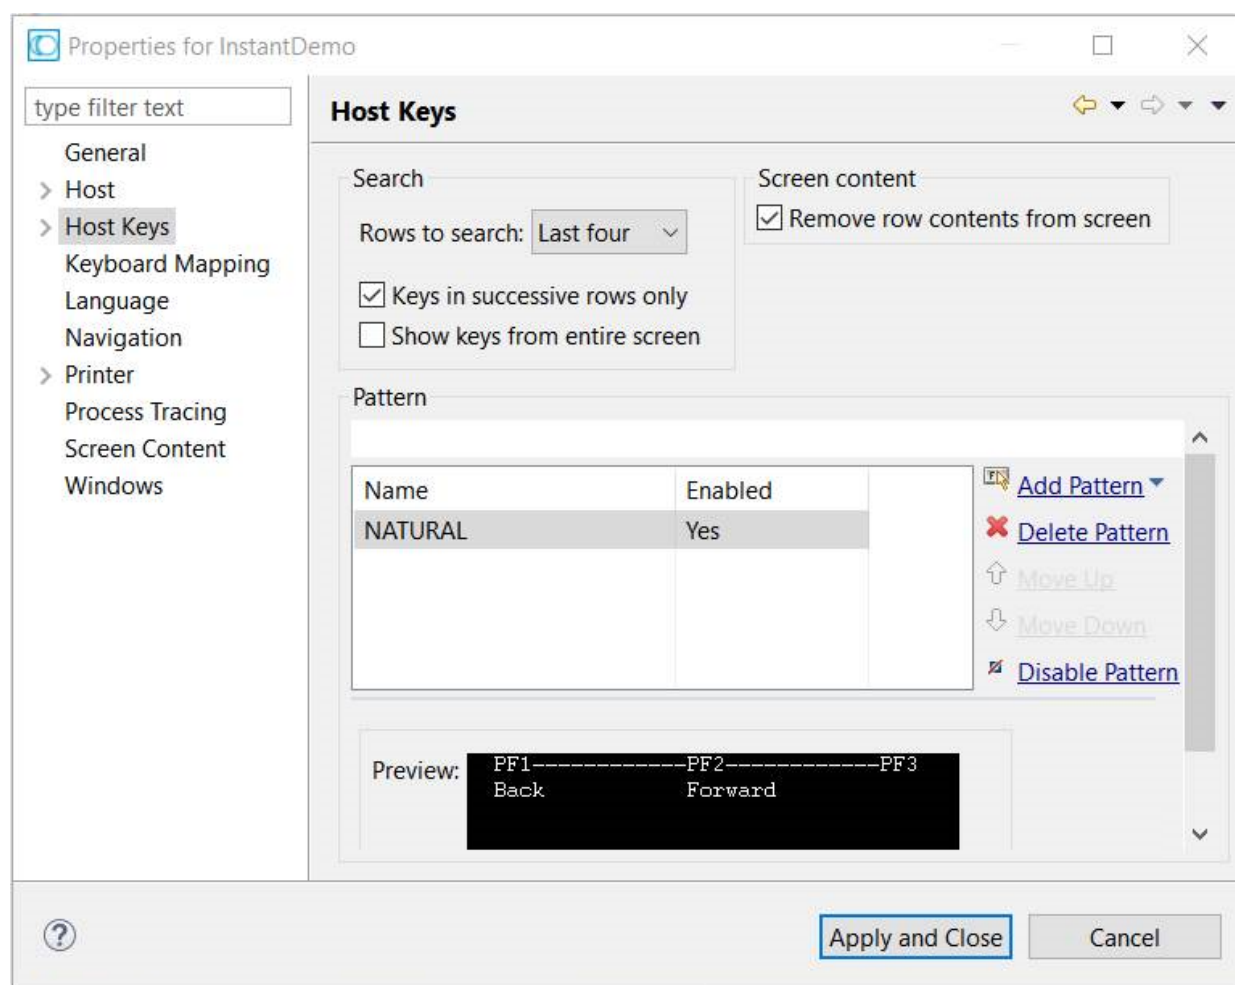 Properties for InstantDemo
type filter text
General
Host
Host Keys
Keyboard Mapping
Language
Navigation
Printer
Process Tracing
Screen Content
Windows
Host Keys
Search
Rows to search: Last four
Keys in successive rows only
Show keys from entire screen
Screen content
Remove row contents from screen
Pattern
Name Enabled
NATURAL Yes
Add Pattern
Delete Pattern
Move Up
Move Down
Disable Pattern
Preview:
PF1------------PF2------------PF3
Back Forward
Apply and Close Cancel